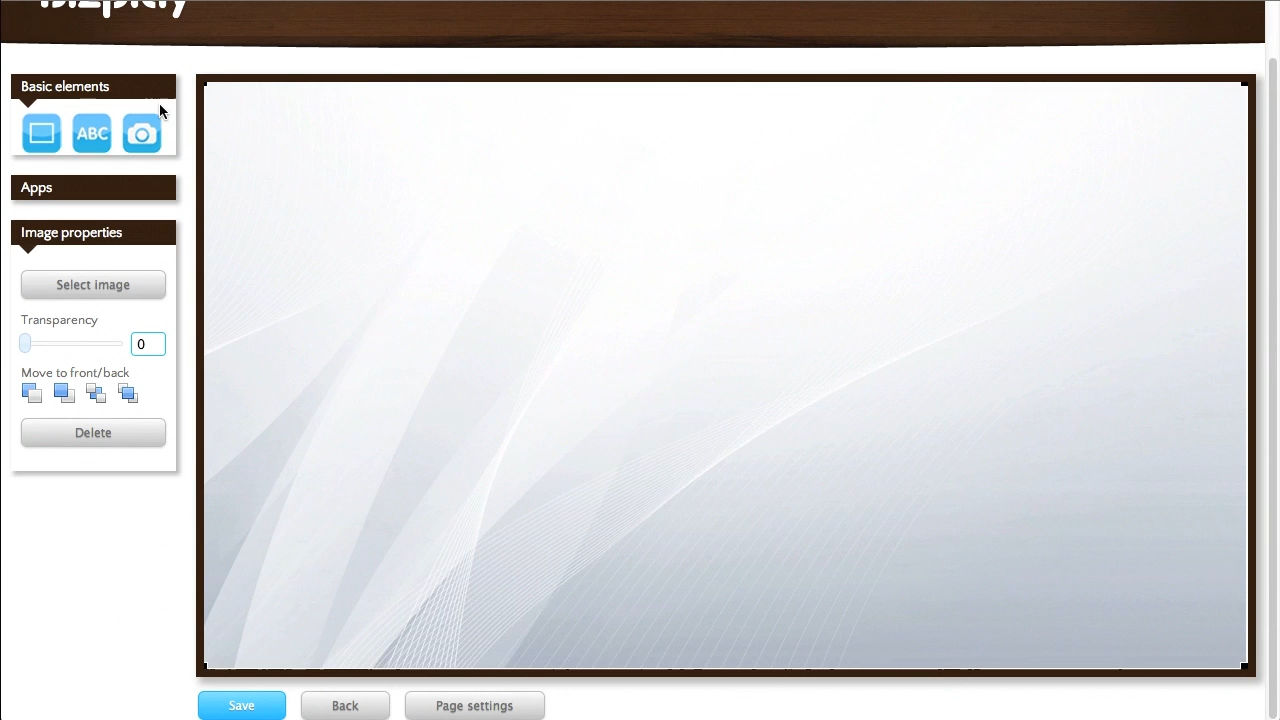 Basic elements
ABC
Apps
Image properties
Select image
Transparency
0
Move to front/back
Delete
Save
Back
Page settings